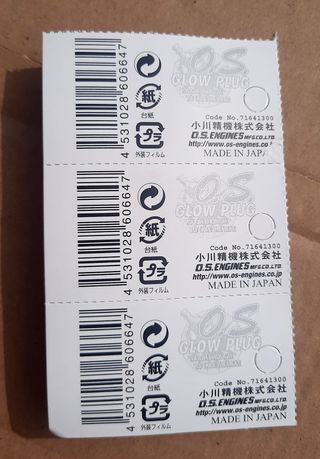 4 531028 606647
紙
台紙
プラ
外装フィルム
O.S.
GLOW PLUG
Code No.71641300
小川精機株式会社
O.S.ENGINES MFG.CO.LTD.
http://www.os-engines.co
MADE IN JAPA
4 531028 606647
紙
台紙
プラ
外装フィルム
O.S.
GLOW PLUG
Code No.71641300
小川精機株式会社
O.S.ENGINES MFG.CO.LTD.
http://www.os-engines.co.jp
MADE IN JAPAN
4 531028 606647
紙
台紙
プラ
外装フィルム
O.S.
GLOW PLUG
Code No.71641300
小川精機株式会社
O.S.ENGINES MFG.CO.LTD.
http://www.os-engines.co.jp
MADE IN JAPAN